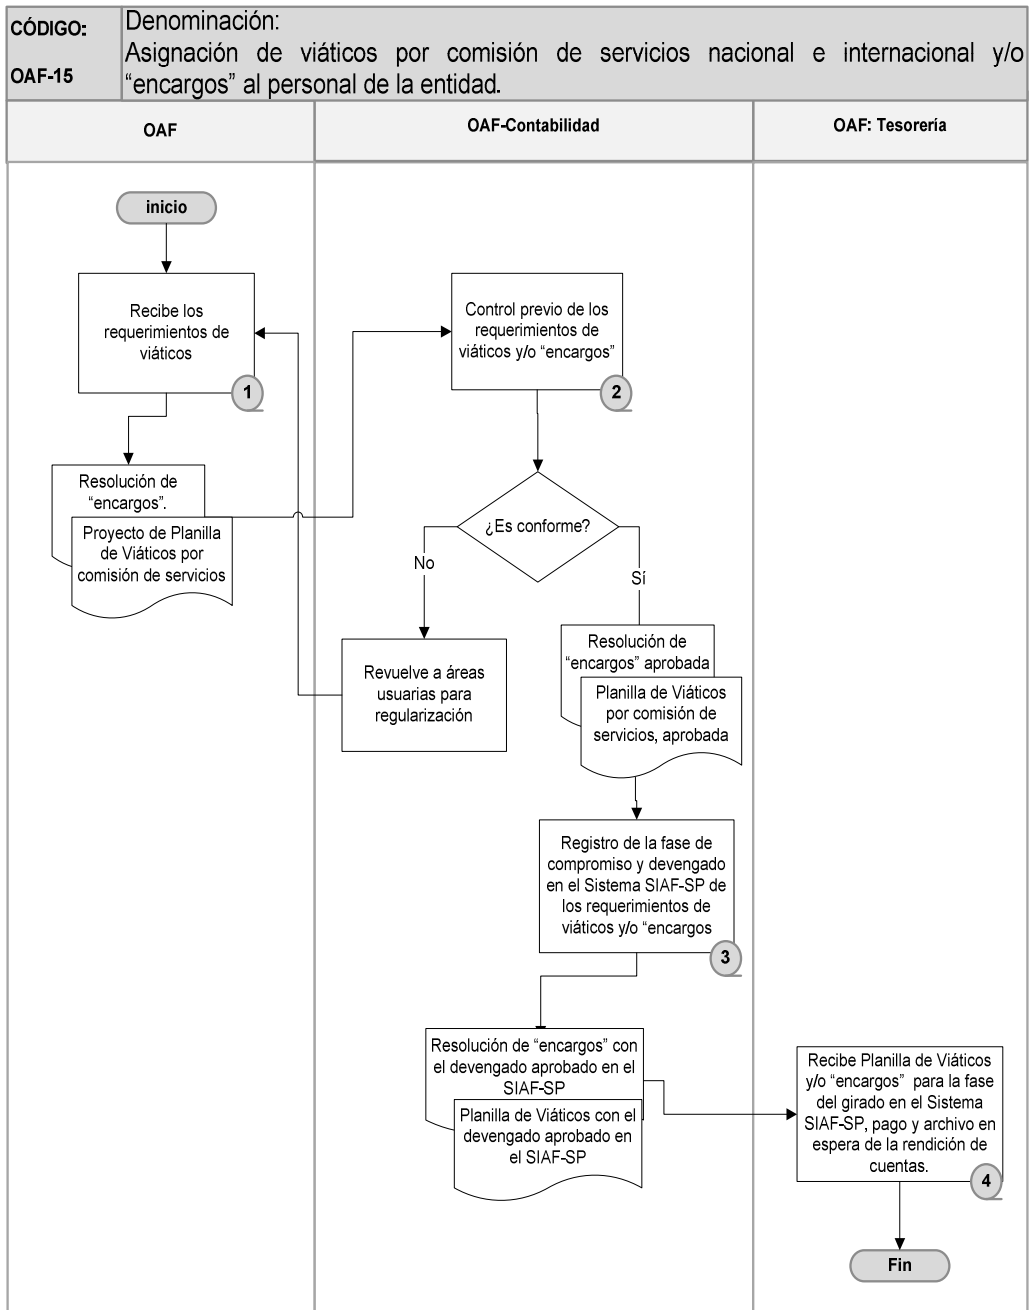 CÓDIGO:
OAF-15
Denominación:
Asignación de viáticos por comisión de servicios nacional e internacional y/o
“encargos” al personal de la entidad.
OAF
OAF-Contabilidad
OAF: Tesorería
inicio
Recibe los
requerimientos de
viáticos
1
Resolución de
“encargos”.
Proyecto de Planilla
de Viáticos por
comisión de servicios
Control previo de los
requerimientos de
viáticos y/o “encargos”
2
¿Es conforme?
No
Sí
Revuelve a áreas
usuarias para
regularización
Resolución de
“encargos” aprobada
Planilla de Viáticos
por comisión de
servicios, aprobada
Registro de la fase de
compromiso y devengado
en el Sistema SIAF-SP de
los requerimientos de
viáticos y/o “encargos
3
Resolución de “encargos” con
el devengado aprobado en el
SIAF-SP
Planilla de Viáticos con el
devengado aprobado en
el SIAF-SP
Recibe Planilla de Viáticos
y/o “encargos” para la fase
del girado en el Sistema
SIAF-SP, pago y archivo en
espera de la rendición de
cuentas.
4
Fin